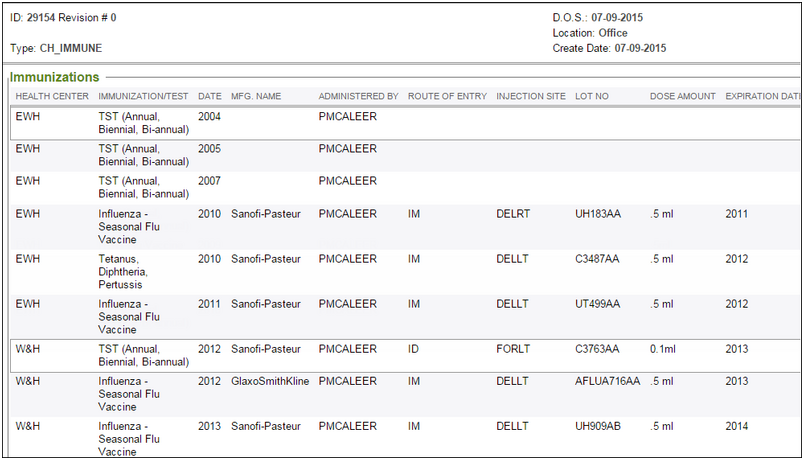 ID: 29154 Revision # 0
D.O.S.: 07-09-2015
Location: Office
Type: CH_IMMUNE
Create Date: 07-09-2015
Immunizations
HEALTH CENTER IMMUNIZATION/TEST DATE MFG. NAME ADMINISTERED BY ROUTE OF ENTRY INJECTION SITE LOT NO DOSE AMOUNT EXPIRATION DATE
EWH TST (Annual, 2004 PMCALEER
Biennial, Bi-annual)
EWH TST (Annual, 2005 PMCALEER
Biennial, Bi-annual)
EWH TST (Annual, 2007 PMCALEER
Biennial, Bi-annual)
EWH Influenza - 2010 Sanofi-Pasteur PMCALEER IM DELRT UH183AA .5 ml 2011
Seasonal Flu
Vaccine
EWH Tetanus, 2010 Sanofi-Pasteur PMCALEER IM DELLT C3487AA .5 ml 2012
Diphtheria,
Pertussis
EWH Influenza - 2011 Sanofi-Pasteur PMCALEER IM DELLT UT499AA .5 ml 2012
Seasonal Flu
Vaccine
W&H TST (Annual, 2012 Sanofi-Pasteur PMCALEER ID FORLT C3763AA 0.1ml 2013
Biennial, Bi-annual)
W&H Influenza - 2012 GlaxoSmithKline PMCALEER IM DELLT AFLUA716AA .5 ml 2013
Seasonal Flu
Vaccine
W&H Influenza - 2013 Sanofi-Pasteur PMCALEER IM DELLT UH909AB .5 ml 2014
Seasonal Flu
Vaccine